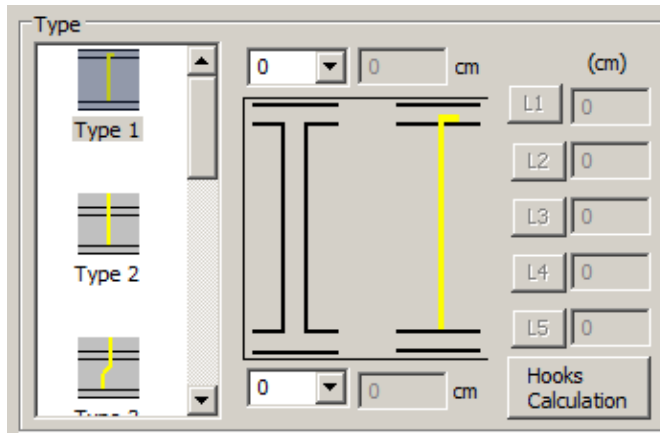 Type
0 0 cm (cm)
Type 1
L1 0
L2 0
L3 0
Type 2
L4 0
L5 0
0 0 cm
Hooks
Calculation
Type